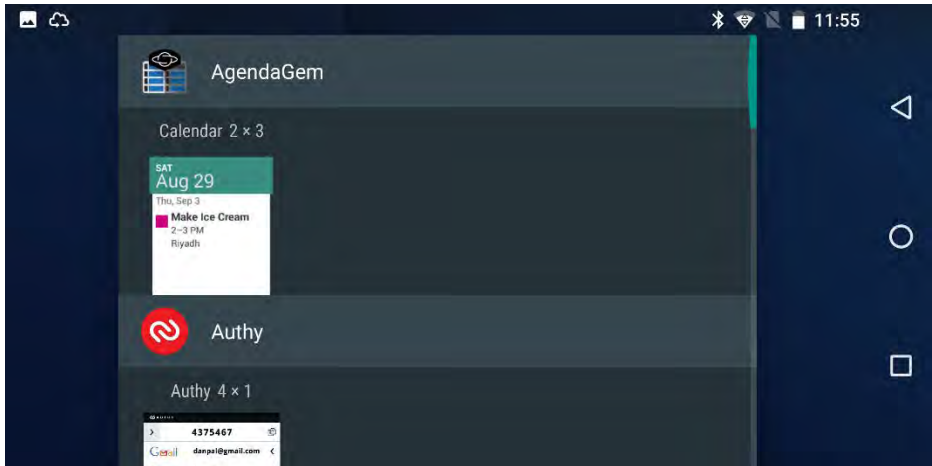 11:55
AgendaGem
Calendar 2 × 3
SAT
Aug 29
Thu, Sep 3
Make Ice Cream
2–3 PM
Riyadh
Authy
Authy 4 × 1
4375467
danpal@gmail.com